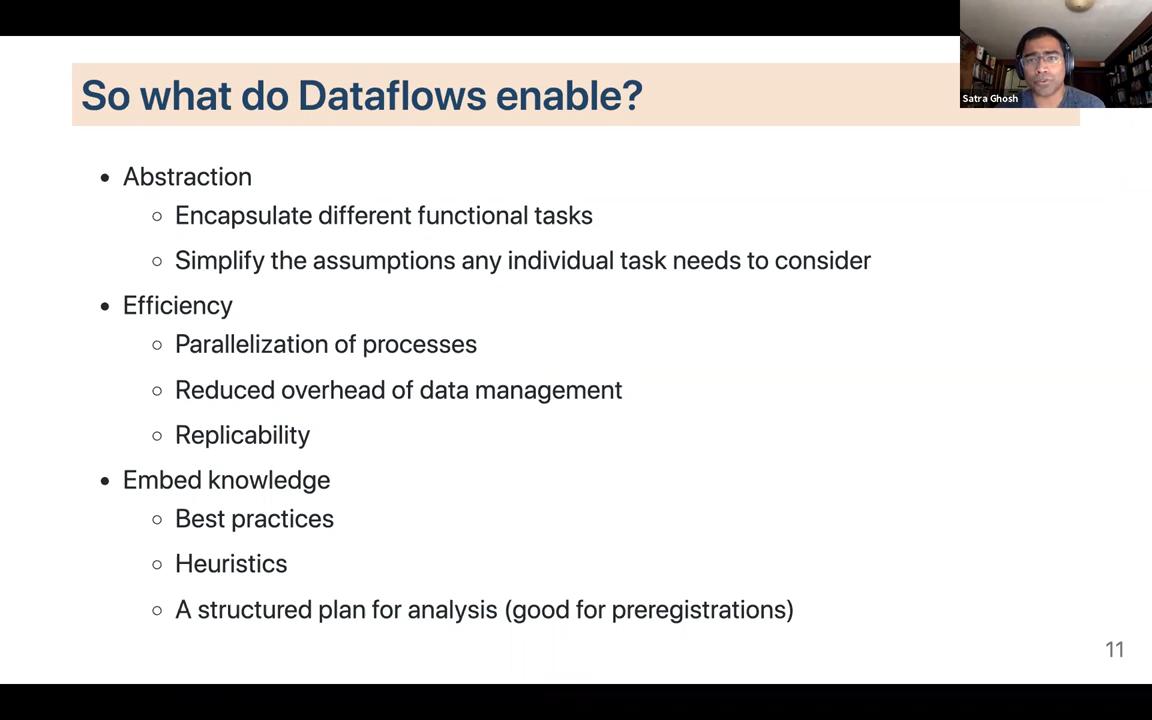 So what do Dataflows enable?
Satra Ghosh
• Abstraction
○ Encapsulate different functional tasks
○ Simplify the assumptions any individual task needs to consider
• Efficiency
○ Parallelization of processes
○ Reduced overhead of data management
○ Replicability
• Embed knowledge
○ Best practices
○ Heuristics
○ A structured plan for analysis (good for preregistrations)
11